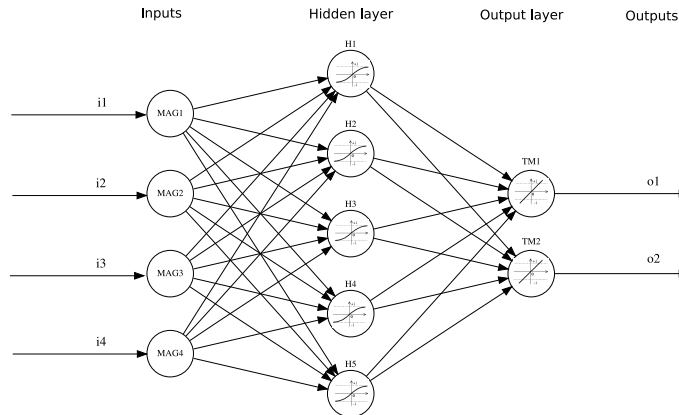 Inputs
Hidden layer
Output layer
Outputs
H1
i1
MAG1
H2
TM1
i2
MAG2
o1
H3
TM2
i3
MAG3
o2
H4
i4
MAG4
H5